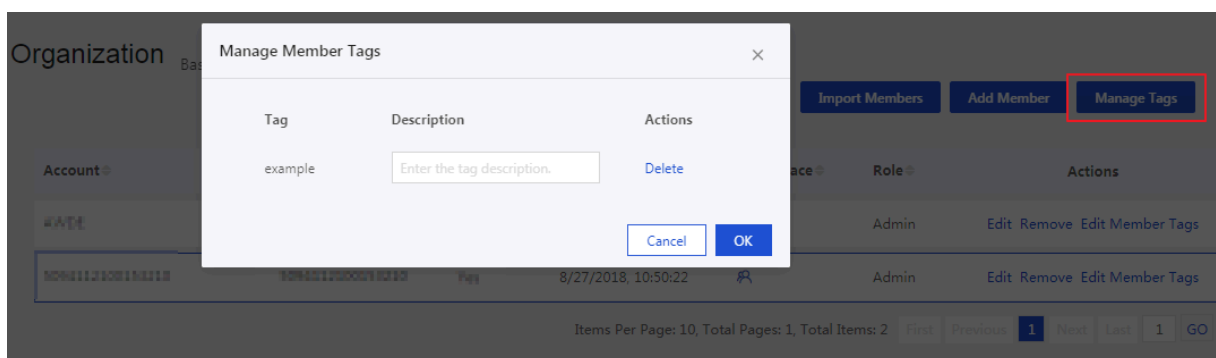 Organization Bas
Manage Member Tags
Import Members Add Member Manage Tags
Tag Description Actions
example Enter the tag description. Delete
Account ace Role Actions
Admin Edit Remove Edit Member Tags
Cancel OK
8/27/2018, 10:50:22 Admin Edit Remove Edit Member Tags
Items Per Page: 10, Total Pages: 1, Total Items: 2 First Previous 1 Next Last 1 GO